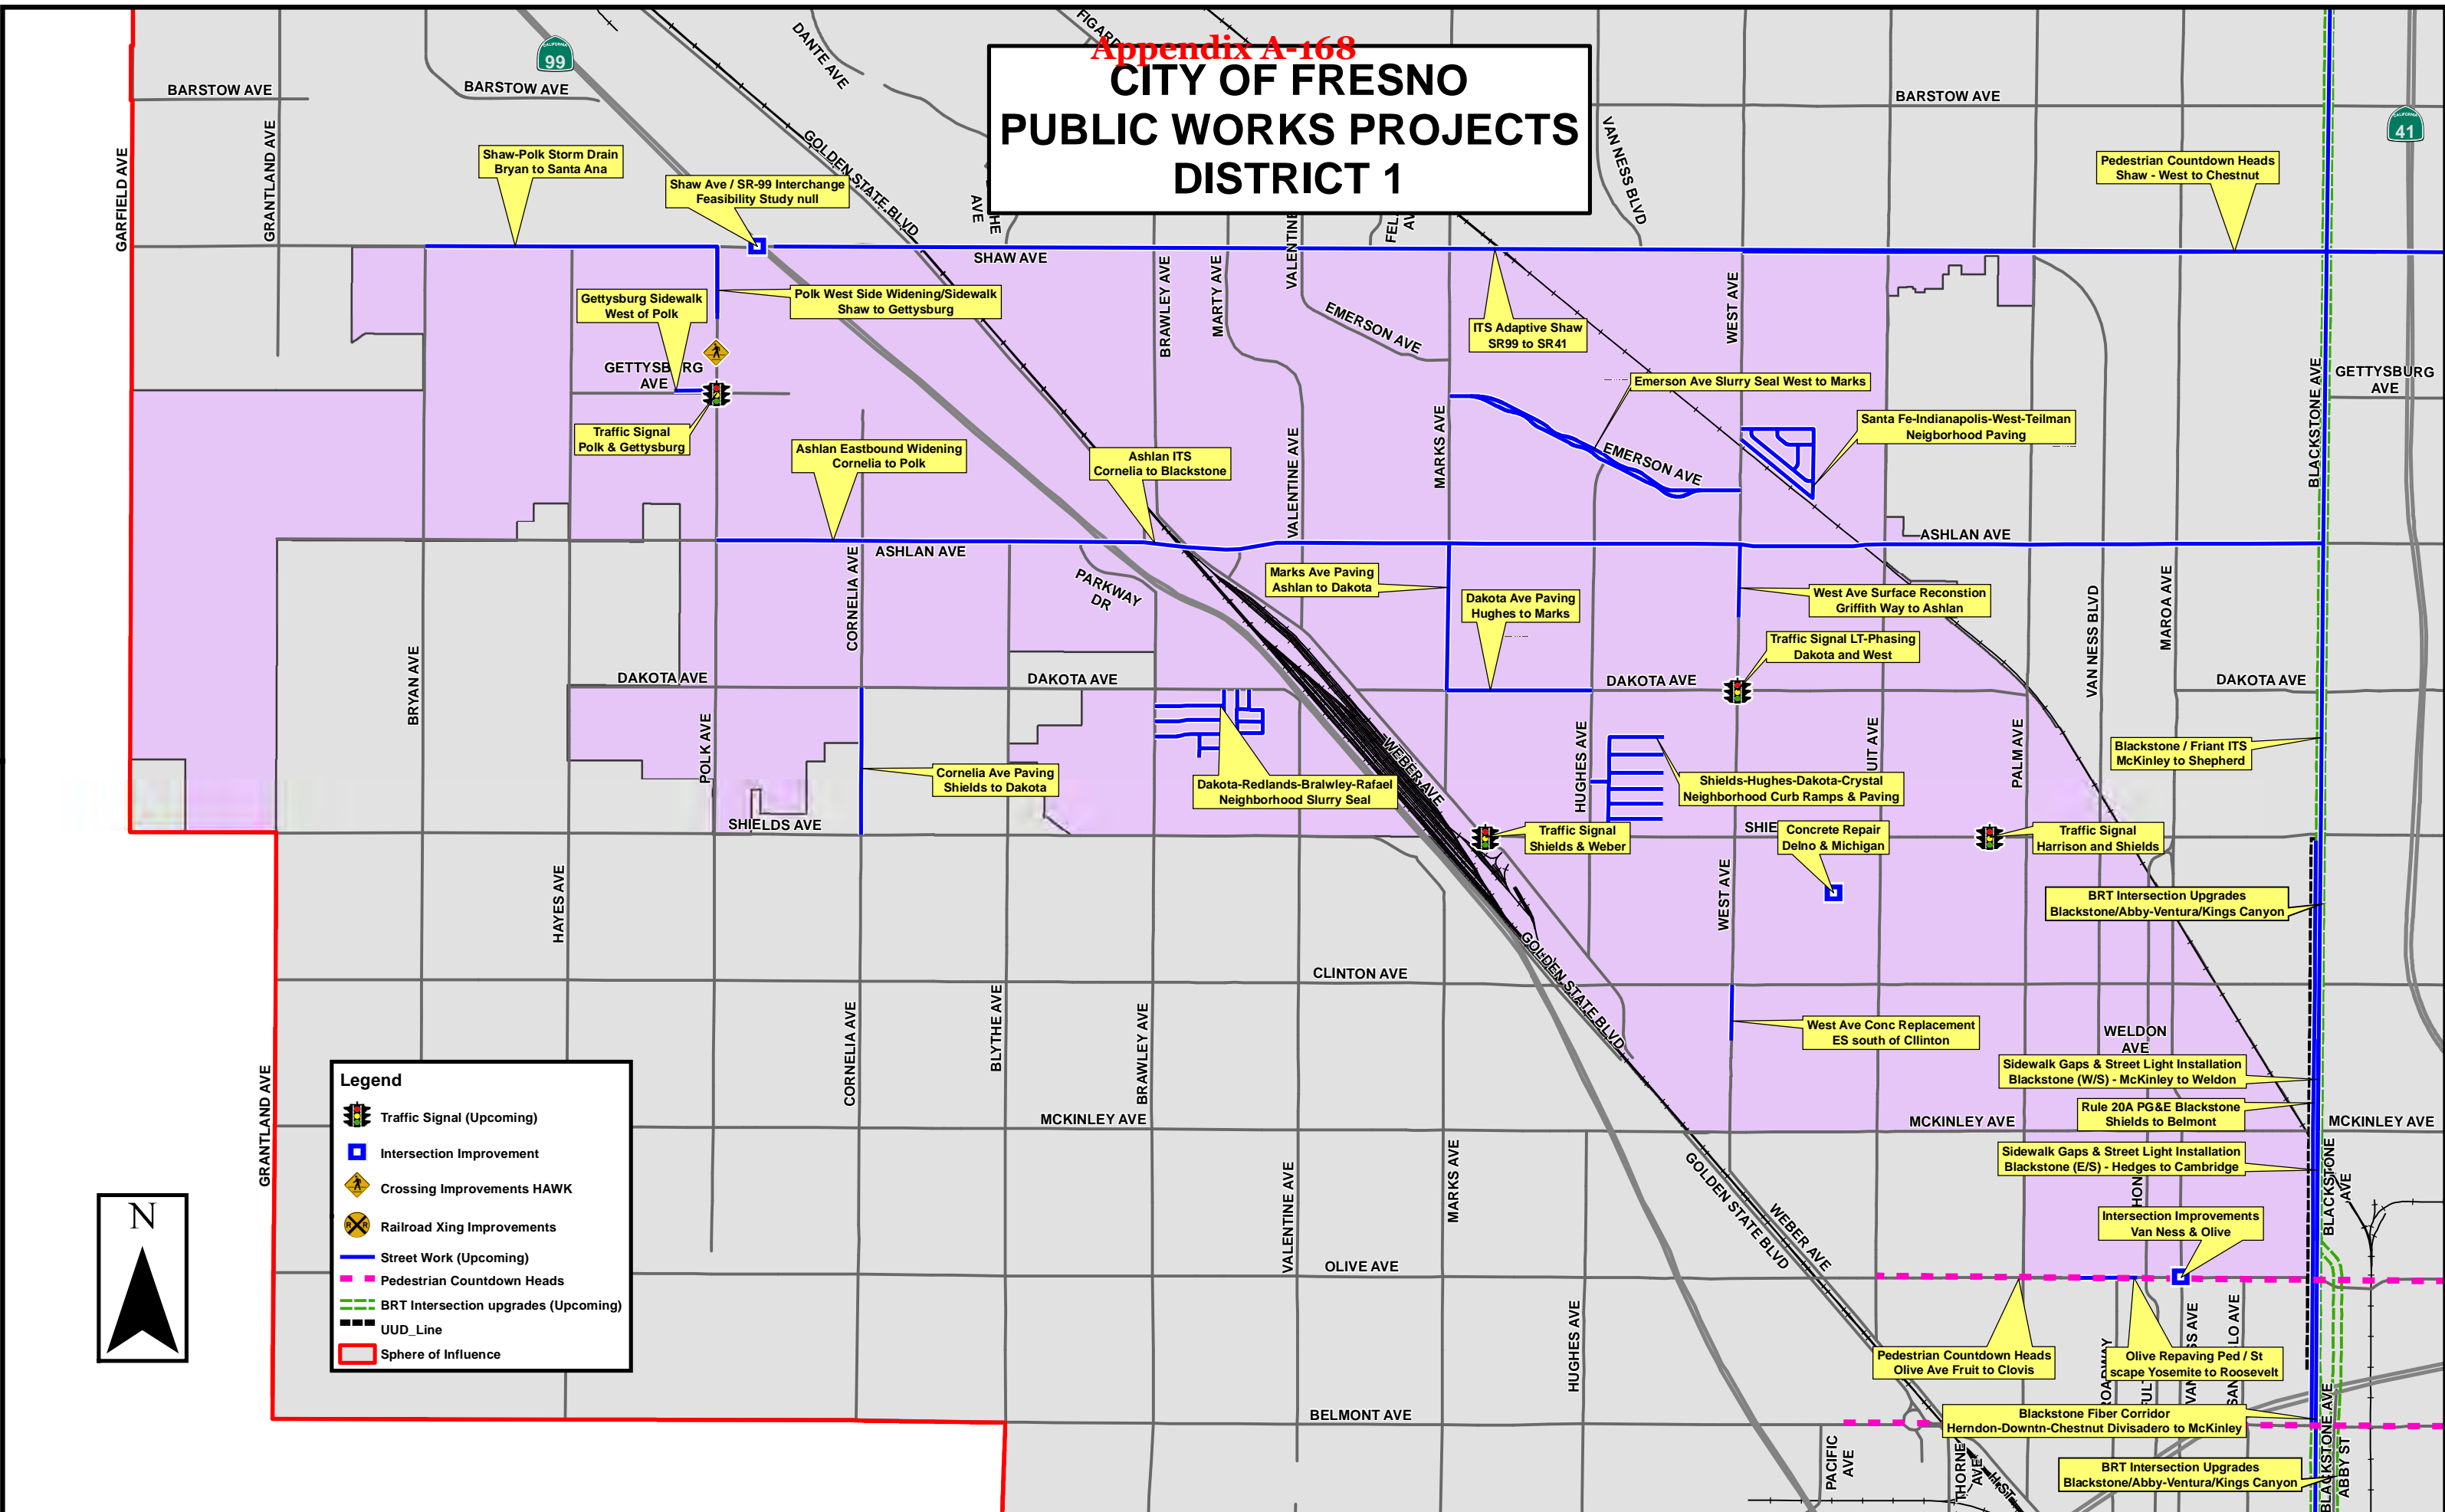 Appendix A-168
CITY OF FRESNO
PUBLIC WORKS PROJECTS
DISTRICT 1
CALIFORNIA
99
CALIFORNIA
41
BARSTOW AVE
BARSTOW AVE
BARSTOW AVE
DANTE AVE
GOLDEN STATE BLVD
VAN NESS BLVD
GARFIELD AVE
GRANTLAND AVE
AVE
Shaw-Polk Storm Drain
Bryan to Santa Ana
Shaw Ave / SR-99 Interchange
Feasibility Study null
Pedestrian Countdown Heads
Shaw - West to Chestnut
SHAW AVE
Gettysburg Sidewalk
West of Polk
Polk West Side Widening/Sidewalk
Shaw to Gettysburg
BRAWLEY AVE
MARTY AVE
VALENTINE
EMERSON AVE
ITS Adaptive Shaw
SR99 to SR41
WEST AVE
GETTYSBURG
AVE
GETTYSBURG
AVE
BLACKSTONE AVE
2
Traffic Signal
Polk & Gettysburg
Emerson Ave Slurry Seal West to Marks
Santa Fe-Indianapolis-West-Teilman
Neigborhood Paving
Ashlan Eastbound Widening
Cornelia to Polk
Ashlan ITS
Cornelia to Blackstone
VALENTINE AVE
MARKS AVE
EMERSON AVE
ASHLAN AVE
ASHLAN AVE
CORNELIA AVE
PARKWAY
DR
Marks Ave Paving
Ashlan to Dakota
Dakota Ave Paving
Hughes to Marks
West Ave Surface Reconstion
Griffith Way to Ashlan
Traffic Signal LT-Phasing
Dakota and West
VAN NESS BLVD
MAROA AVE
BRYAN AVE
DAKOTA AVE
DAKOTA AVE
DAKOTA AVE
DAKOTA AVE
POLK AVE
Cornelia Ave Paving
Shields to Dakota
Dakota-Redlands-Bralwley-Rafael
Neighborhood Slurry Seal
WEBER AVE
HUGHES AVE
Shields-Hughes-Dakota-Crystal
Neighborhood Curb Ramps & Paving
UIT AVE
PALM AVE
Blackstone / Friant ITS
McKinley to Shepherd
SHIELDS AVE
Traffic Signal
Shields & Weber
SHIE
Concrete Repair
Delno & Michigan
Traffic Signal
Harrison and Shields
HAYES AVE
WEST AVE
BRT Intersection Upgrades
Blackstone/Abby-Ventura/Kings Canyon
GOLDEN STATE BLVD
CLINTON AVE
CORNELIA AVE
BLYTHE AVE
BRAWLEY AVE
West Ave Conc Replacement
ES south of Cllinton
WELDON
AVE
Sidewalk Gaps & Street Light Installation
Blackstone (W/S) - McKinley to Weldon
Rule 20A PG&E Blackstone
Shields to Belmont
MCKINLEY AVE
MCKINLEY AVE
MCKINLEY AVE
Sidewalk Gaps & Street Light Installation
Blackstone (E/S) - Hedges to Cambridge
GRANTLAND AVE
Legend
Traffic Signal (Upcoming)
Intersection Improvement
Crossing Improvements HAWK
Railroad Xing Improvements
Street Work (Upcoming)
Pedestrian Countdown Heads
BRT Intersection upgrades (Upcoming)
UUD_Line
Sphere of Influence
N
VALENTINE AVE
MARKS AVE
GOLDEN STATE BLVD
WEBER AVE
BLACKSTONE
AVE
Intersection Improvements
Van Ness & Olive
OLIVE AVE
HUGHES AVE
Pedestrian Countdown Heads
Olive Ave Fruit to Clovis
Olive Repaving Ped / St
scape Yosemite to Roosevelt
BELMONT AVE
Blackstone Fiber Corridor
Herndon-Downtn-Chestnut Divisadero to McKinley
PACIFIC
AVE
THORNE
AVE
H ST
BRT Intersection Upgrades
Blackstone/Abby-Ventura/Kings Canyon
BLACKSTONE AVE
ABBY ST